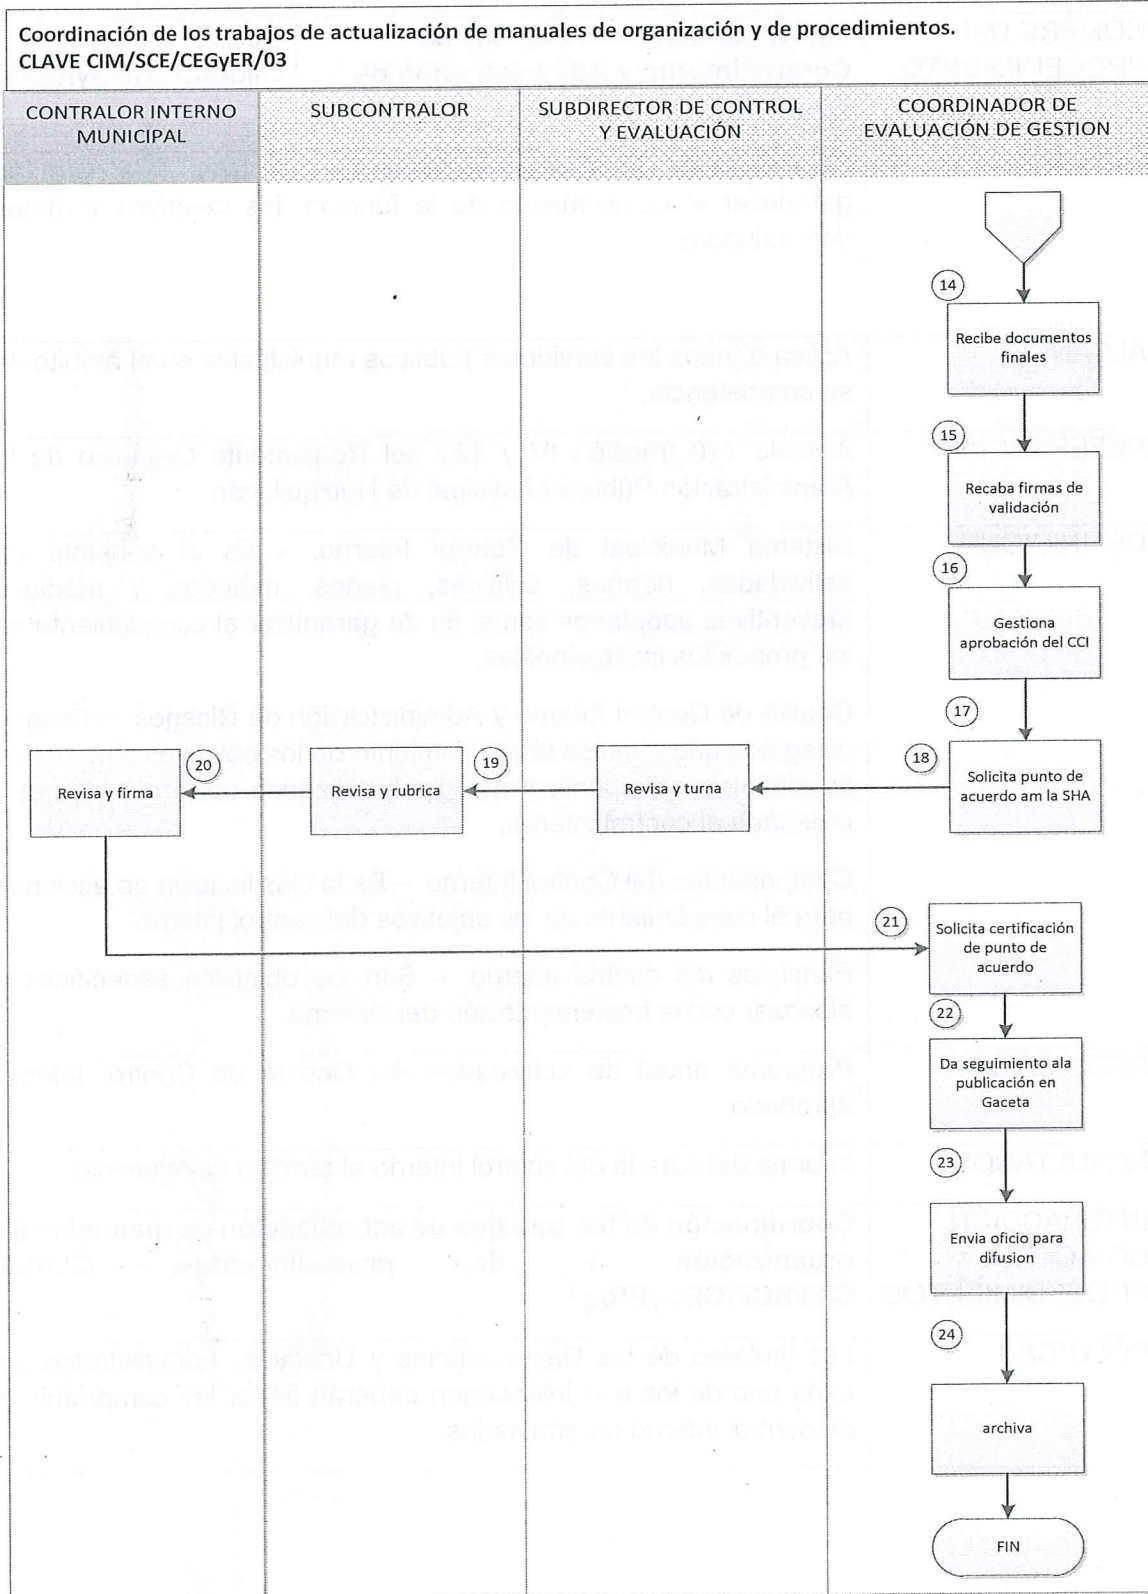 Coordinación de los trabajos de actualización de manuales de organización y de procedimientos.
CLAVE CIM/SCE/CEGyER/03
CONTRALOR INTERNO
MUNICIPAL
SUBCONTRALOR
SUBDIRECTOR DE CONTROL
Y EVALUACIÓN
COORDINADOR DE
EVALUACIÓN DE GESTION
14
Recibe documentos
finales
15
Recaba firmas de
validación
16
Gestiona
aprobación del CCI
17
Solicita punto de
acuerdo am la SHA
18
Revisa y turna
19
Revisa y rubrica
20
Revisa y firma
21
Solicita certificación
de punto de
acuerdo
22
Da seguimiento ala
publicación en
Gaceta
23
Envia oficio para
difusion
24
archiva
FIN